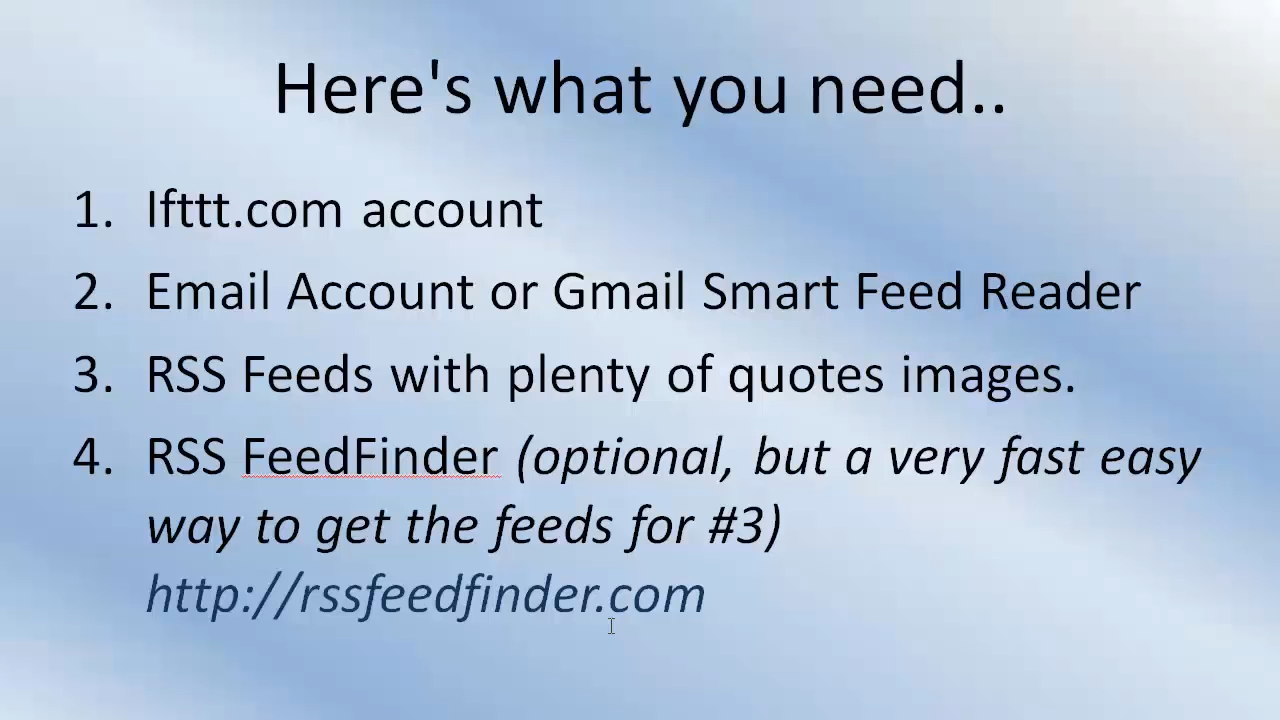 Here's what you need..
1. Ifttt.com account
2. Email Account or Gmail Smart Feed Reader
3. RSS Feeds with plenty of quotes images.
4. RSS FeedFinder (optional, but a very fast easy
way to get the feeds for #3)
http://rssfeedfinder.com